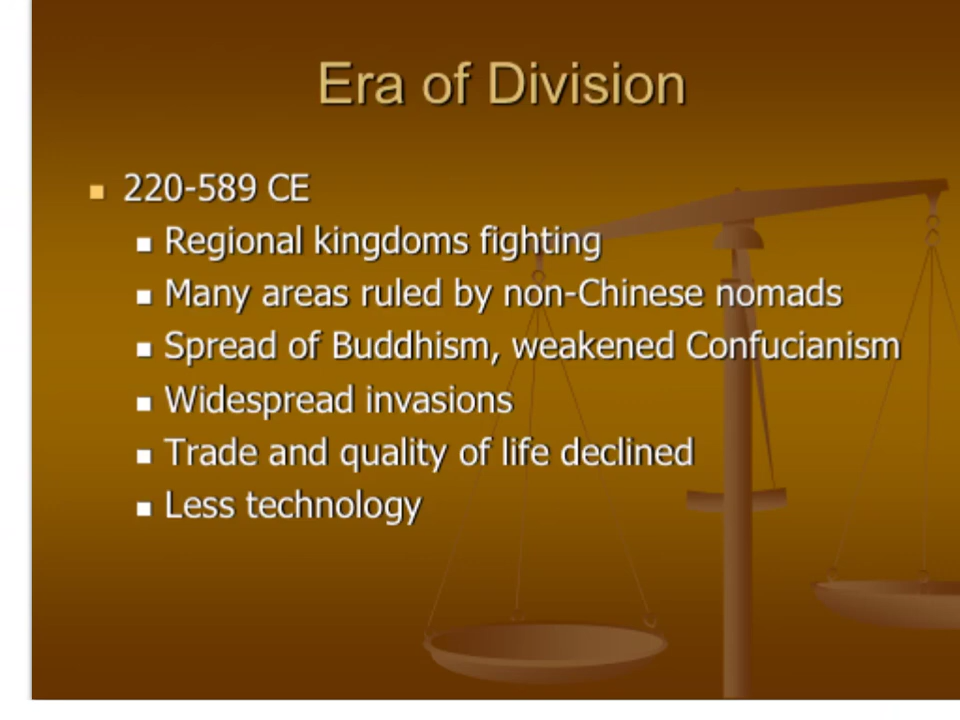 Era of Division
220-589 CE
Regional kingdoms fighting
Many areas ruled by non-Chinese nomads
Spread of Buddhism, weakened Confucianism
Widespread invasions
Trade and quality of life declined
Less technology